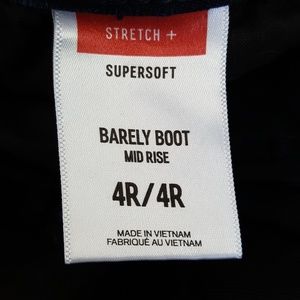 STRETCH +
SUPERSOFT
BARELY BOOT
MID RISE
4R/4R
MADE IN VIETNAM
FABRIQUÉ AU VIETNAM